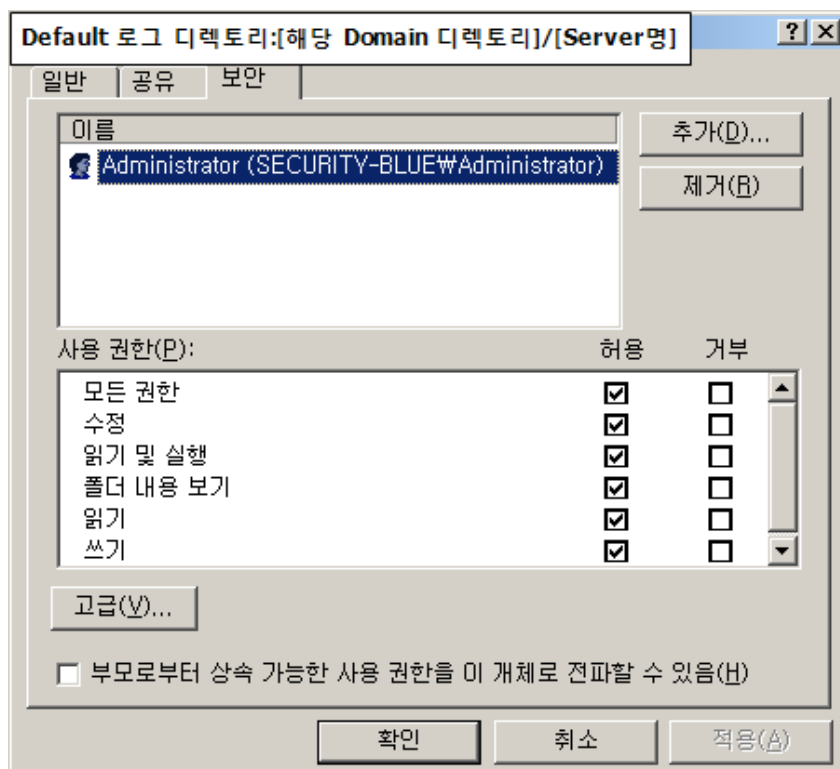 Default 로그 디렉토리:[해당 Domain 디렉토리]/[Server명]
일반 공유 보안
이름
추가(D)...
Administrator (SECURITY-BLUE₩Administrator)
제거(R)
사용 권한(P): 허용 거부
모든 권한
수정
읽기 및 실행
폴더 내용 보기
읽기
쓰기
고급(V)...
부모로부터 상속 가능한 사용 권한을 이 개체로 전파할 수 있음(H)
확인 취소 적용(A)